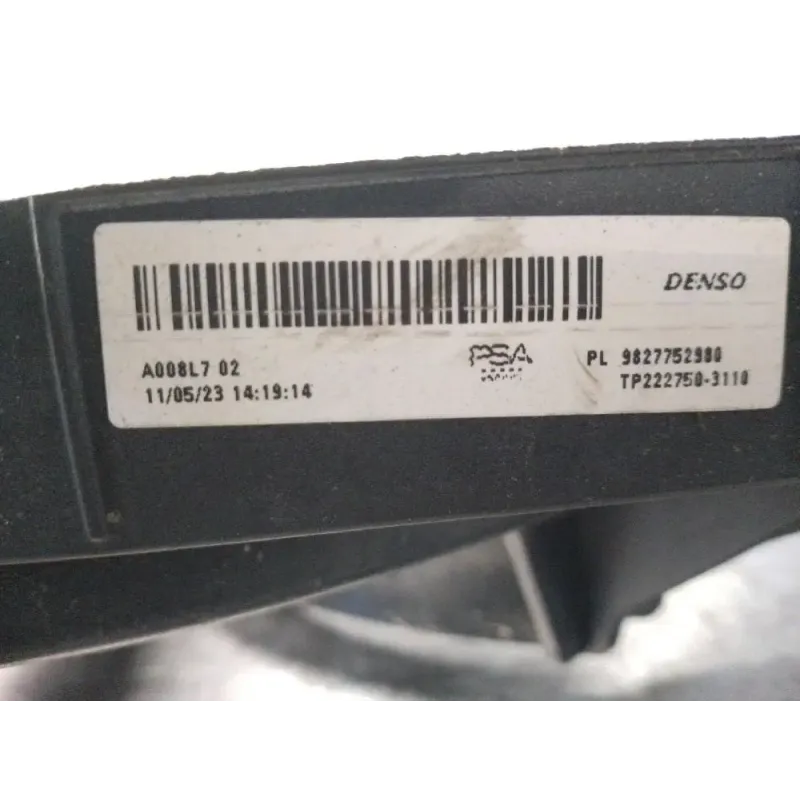 DENSO
A008L7 02
PSA
PL 9827752980
11/05/23 14:19:14
TP222750-3110